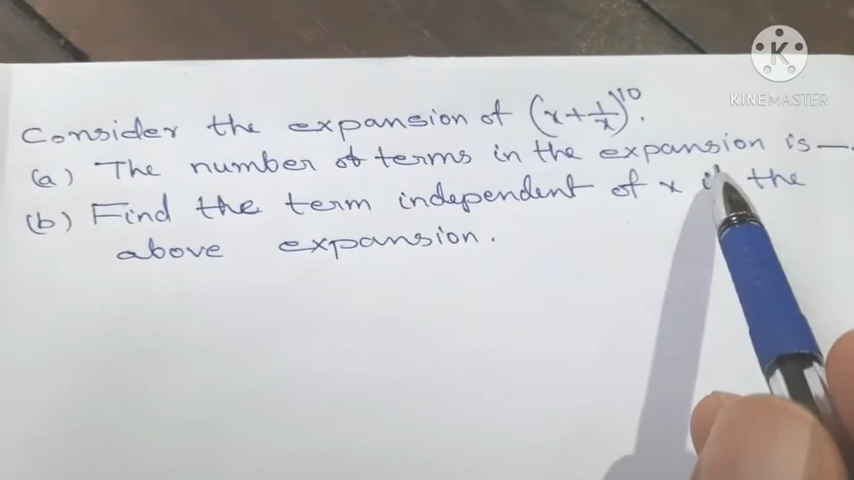 KINEMASTER
Consider the expansion of (x+1/x)^10.
(a) The number of terms in the expansion is —.
(b) Find the term independent of x the
above expansion.